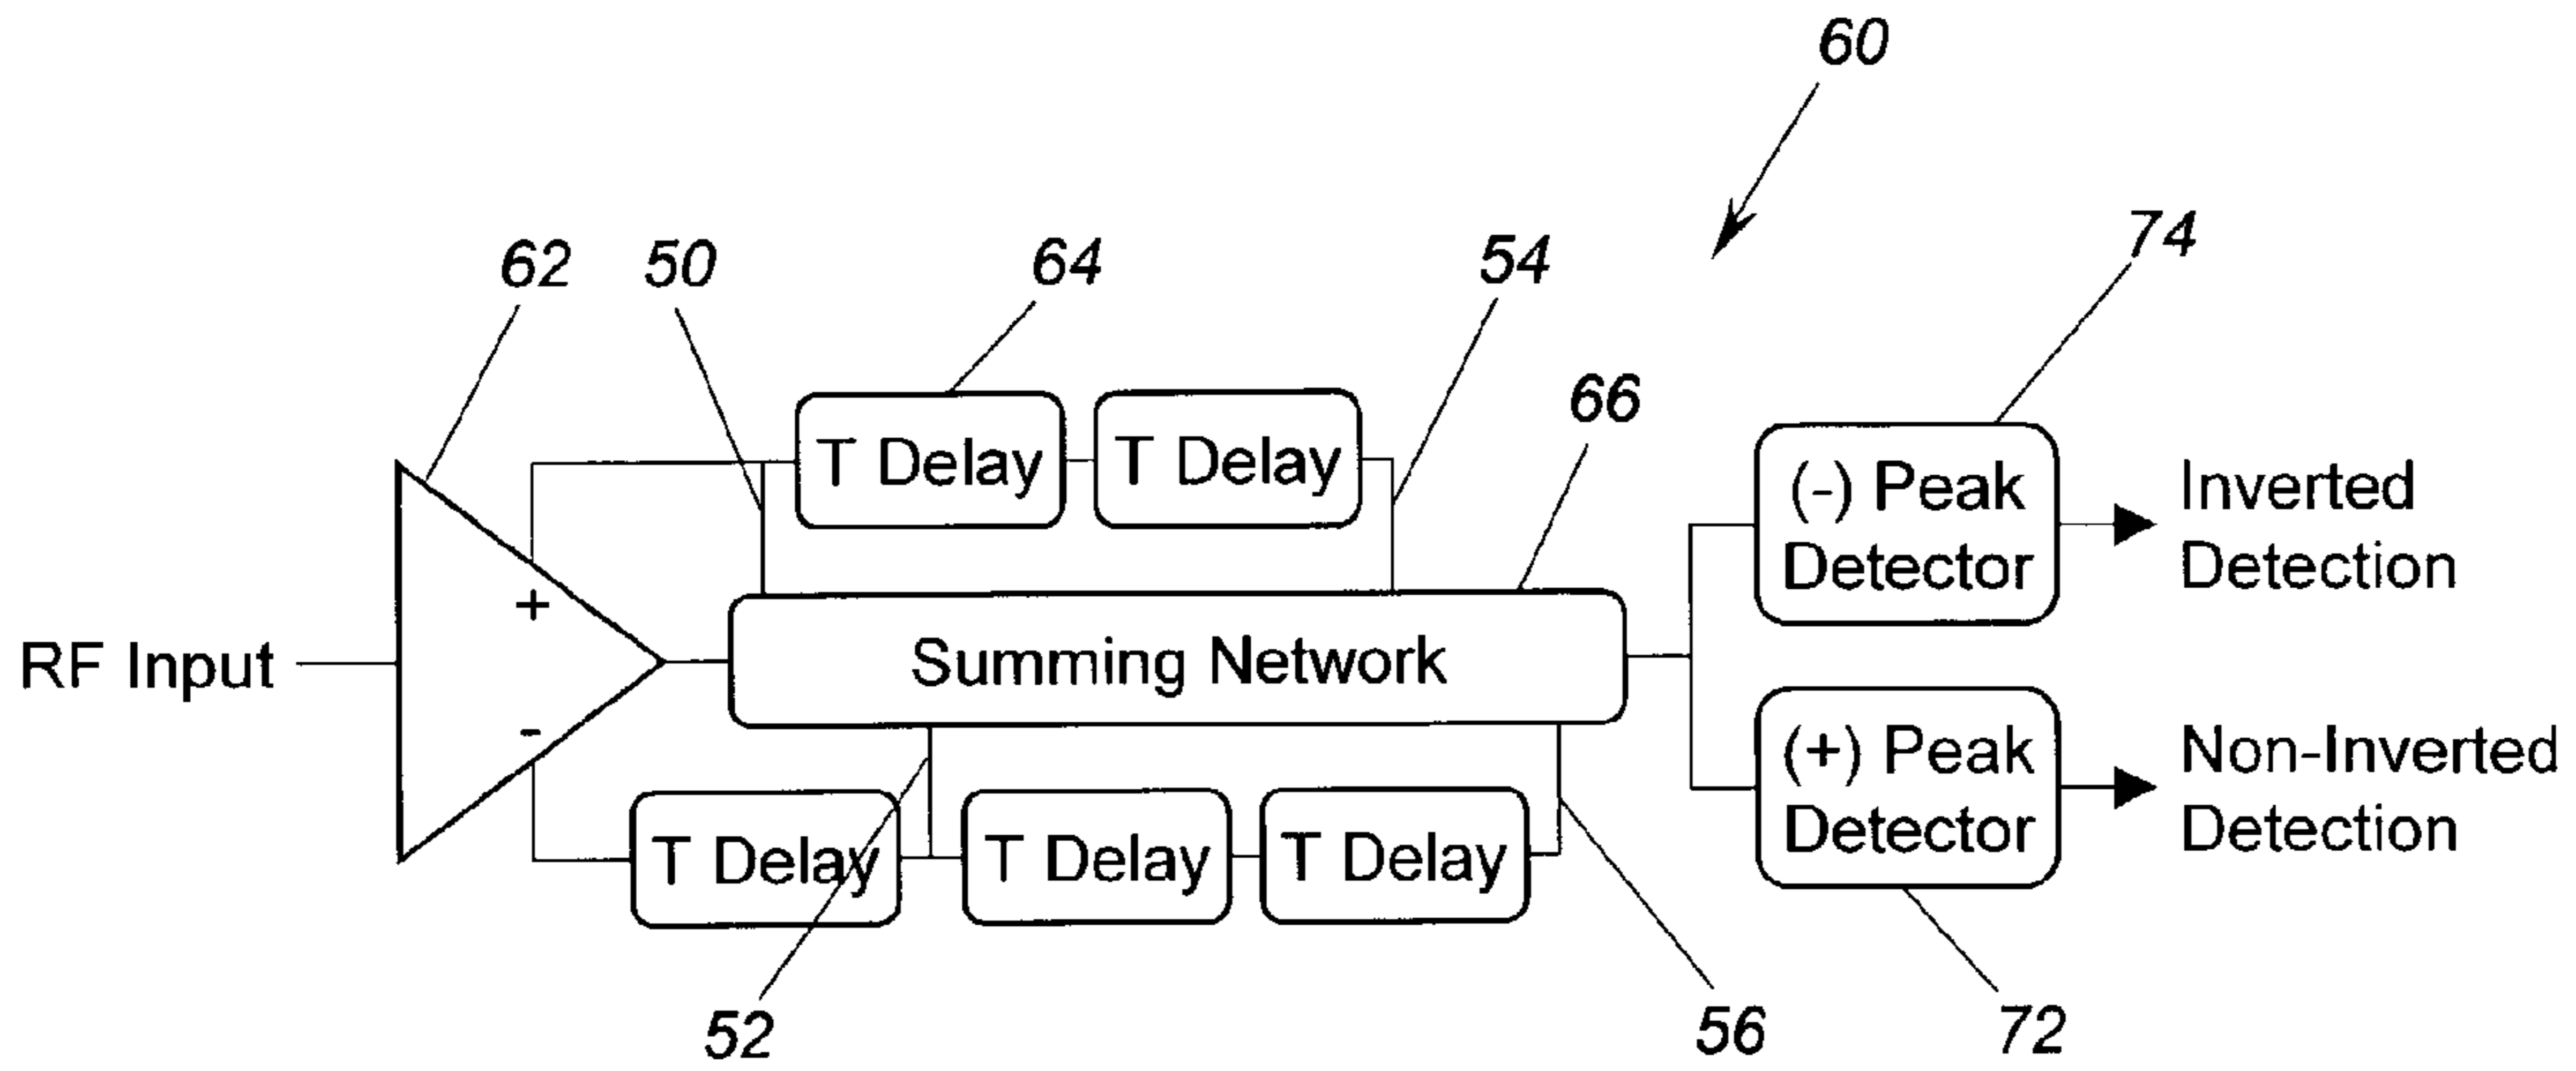 60
74
62
50
64
54
66
T Delay
T Delay
(-) Peak
Detector
Inverted
Detection
+
RF Input
Summing Network
-
(+) Peak
Detector
Non-Inverted
Detection
T Delay
T Delay
T Delay
52
56
72